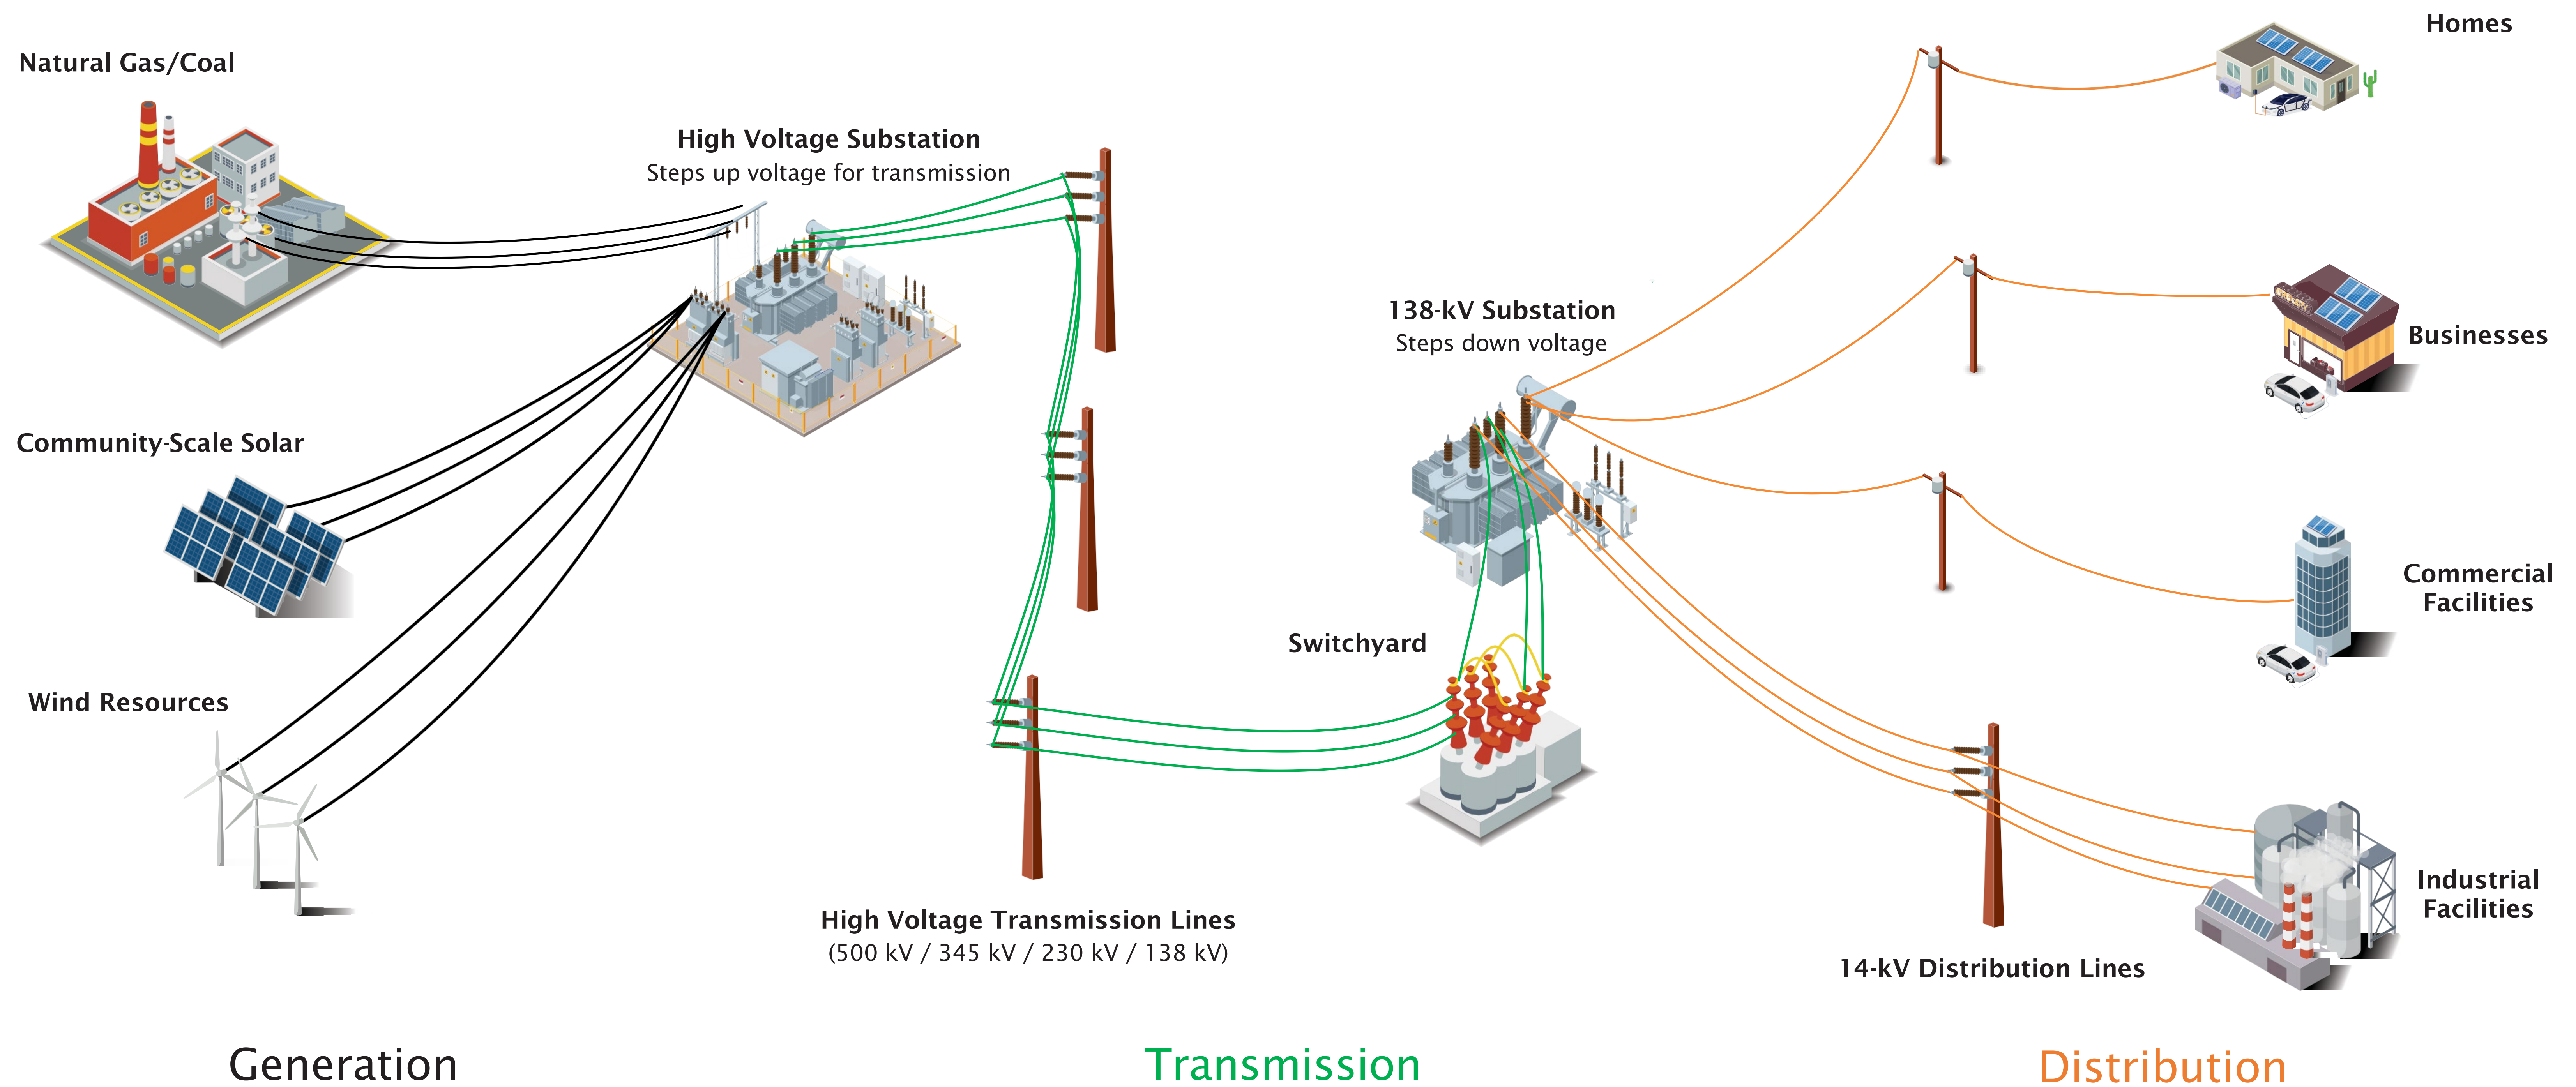 Homes
Natural Gas/Coal
High Voltage Substation
Steps up voltage for transmission
138-kV Substation
Steps down voltage
Businesses
Community-Scale Solar
Commercial
Facilities
Switchyard
Wind Resources
Industrial
Facilities
High Voltage Transmission Lines
(500 kV / 345 kV / 230 kV / 138 kV)
14-kV Distribution Lines
Generation
Transmission
Distribution